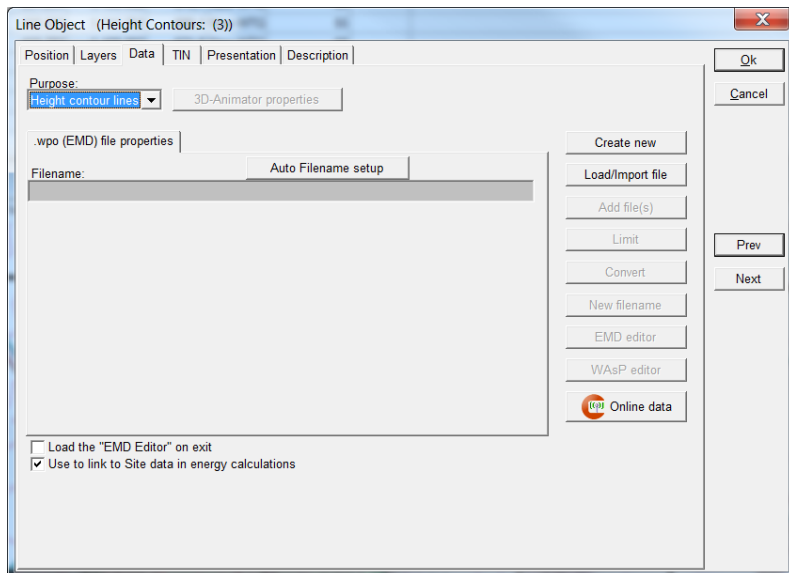 Line Object (Height Contours: (3))
Position Layers Data TIN Presentation Description
Ok
Cancel
Purpose:
Height contour lines
3D-Animator properties
.wpo (EMD) file properties
Filename:
Auto Filename setup
Create new
Load/Import file
Add file(s)
Limit
Convert
New filename
EMD editor
WAsP editor
Online data
Prev
Next
Load the "EMD Editor" on exit
Use to link to Site data in energy calculations